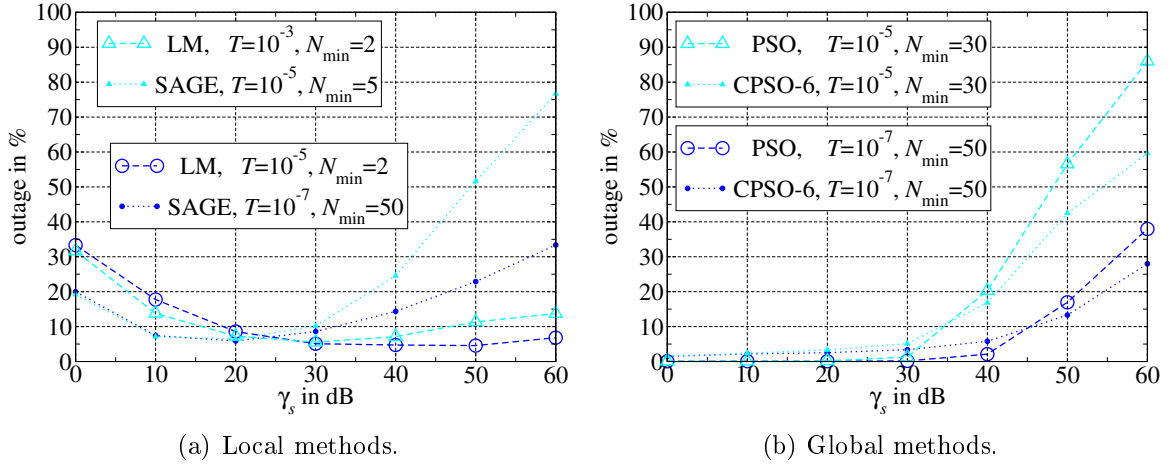 100
90
80
70
60
50
40
30
20
10
0
outage in %
LM, T=10⁻³, N_min=2
SAGE, T=10⁻⁵, N_min=5
LM, T=10⁻⁵, N_min=2
SAGE, T=10⁻⁷, N_min=50
0 10 20 30 40 50 60
γ_s in dB
(a) Local methods.
100
90
80
70
60
50
40
30
20
10
0
outage in %
PSO, T=10⁻⁵, N_min=30
CPSO-6, T=10⁻⁵, N_min=30
PSO, T=10⁻⁷, N_min=50
CPSO-6, T=10⁻⁷, N_min=50
0 10 20 30 40 50 60
γ_s in dB
(b) Global methods.